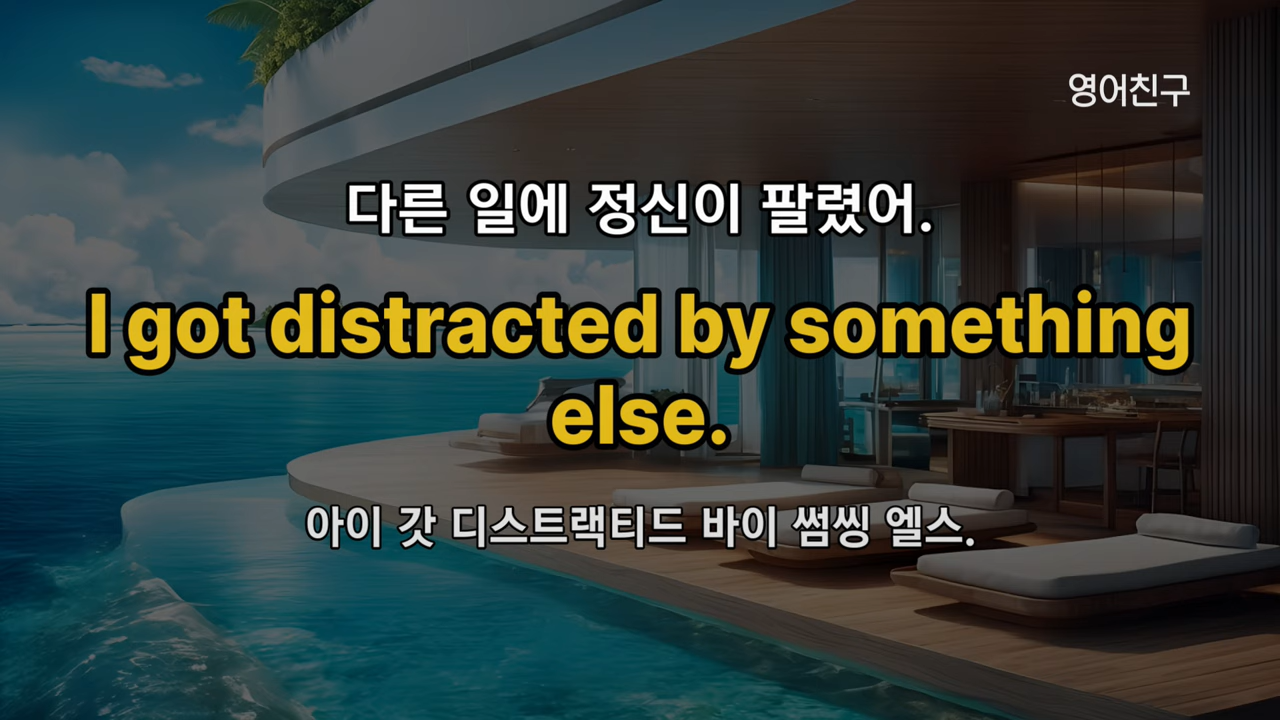 영어친구
다른 일에 정신이 팔렸어.
I got distracted by something
else.
아이 갓 디스트랙티드 바이 썸씽 엘스.